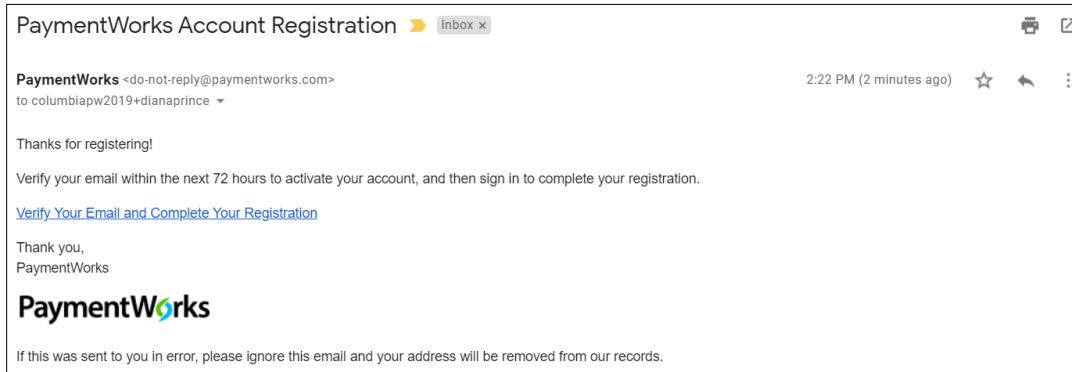 PaymentWorks Account Registration Inbox x
PaymentWorks <do-not-reply@paymentworks.com> 2:22 PM (2 minutes ago)
to columbiapw2019+dianaprince
Thanks for registering!
Verify your email within the next 72 hours to activate your account, and then sign in to complete your registration.
Verify Your Email and Complete Your Registration
Thank you,
PaymentWorks
PaymentWorks
If this was sent to you in error, please ignore this email and your address will be removed from our records.